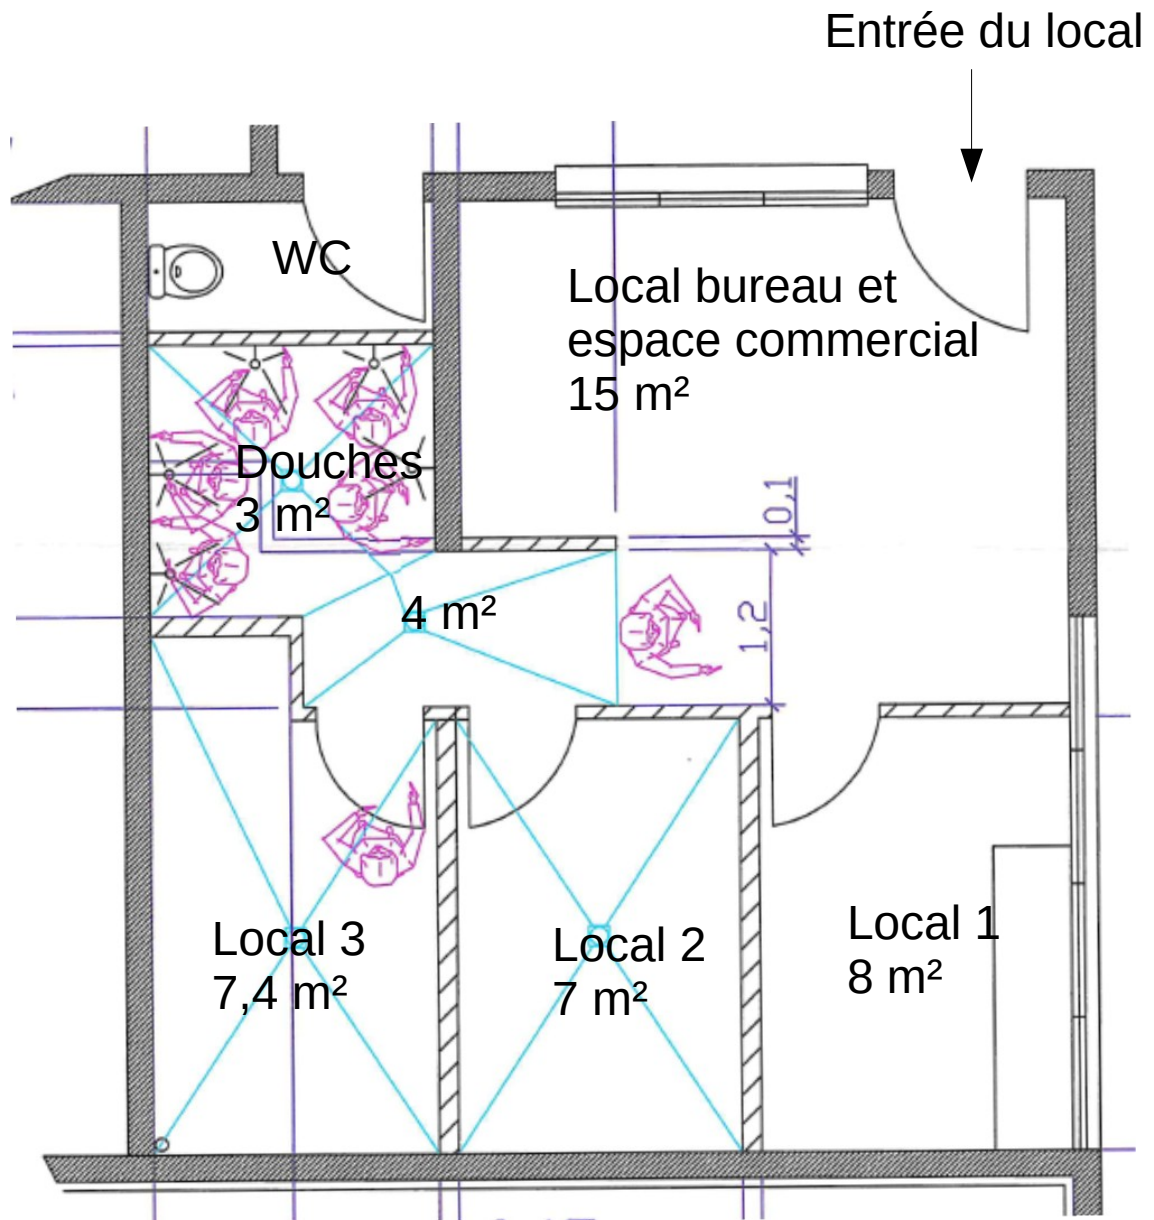 Entrée du local
WC
Local bureau et
espace commercial
15 m²
Douches
3 m²
0,1
4 m²
1,2
Local 3
7,4 m²
Local 2
7 m²
Local 1
8 m²